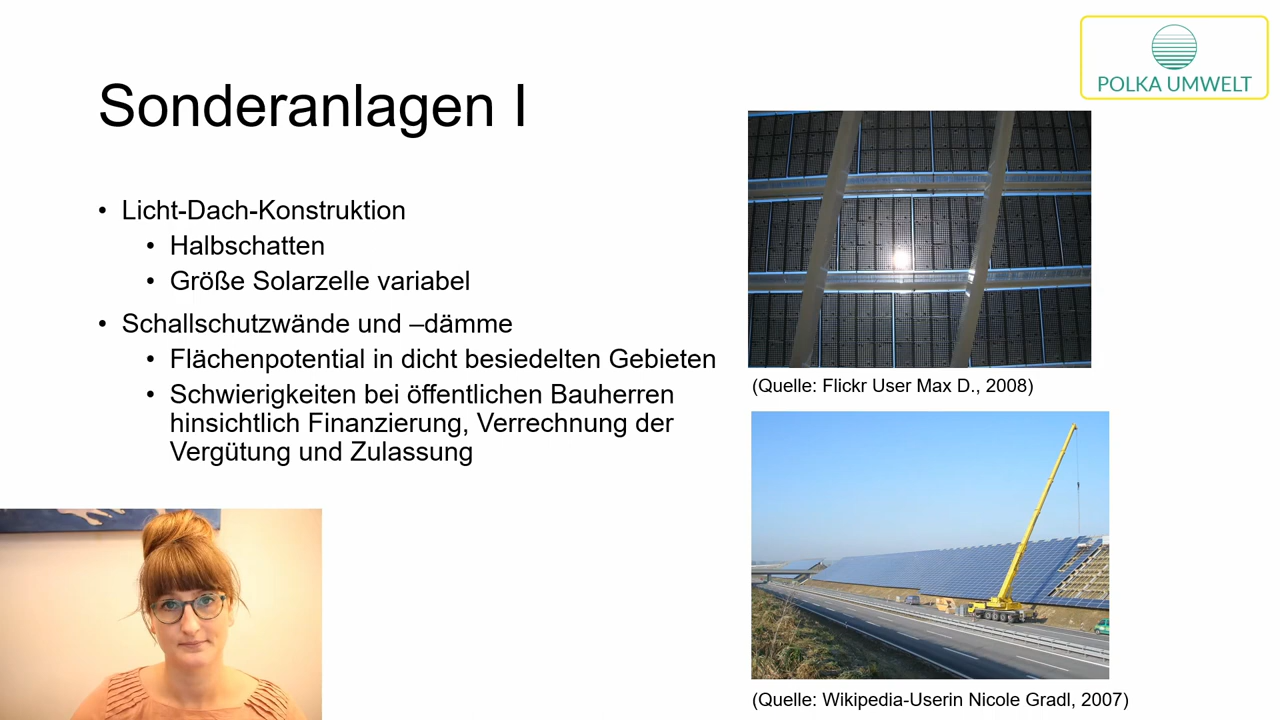 POLKA UMWELT
Sonderanlagen I
• Licht-Dach-Konstruktion
• Halbschatten
• Größe Solarzelle variabel
• Schallschutzwände und –dämme
• Flächenpotential in dicht besiedelten Gebieten
• Schwierigkeiten bei öffentlichen Bauherren
hinsichtlich Finanzierung, Verrechnung der
Vergütung und Zulassung
(Quelle: Flickr User Max D., 2008)
(Quelle: Wikipedia-Userin Nicole Gradl, 2007)